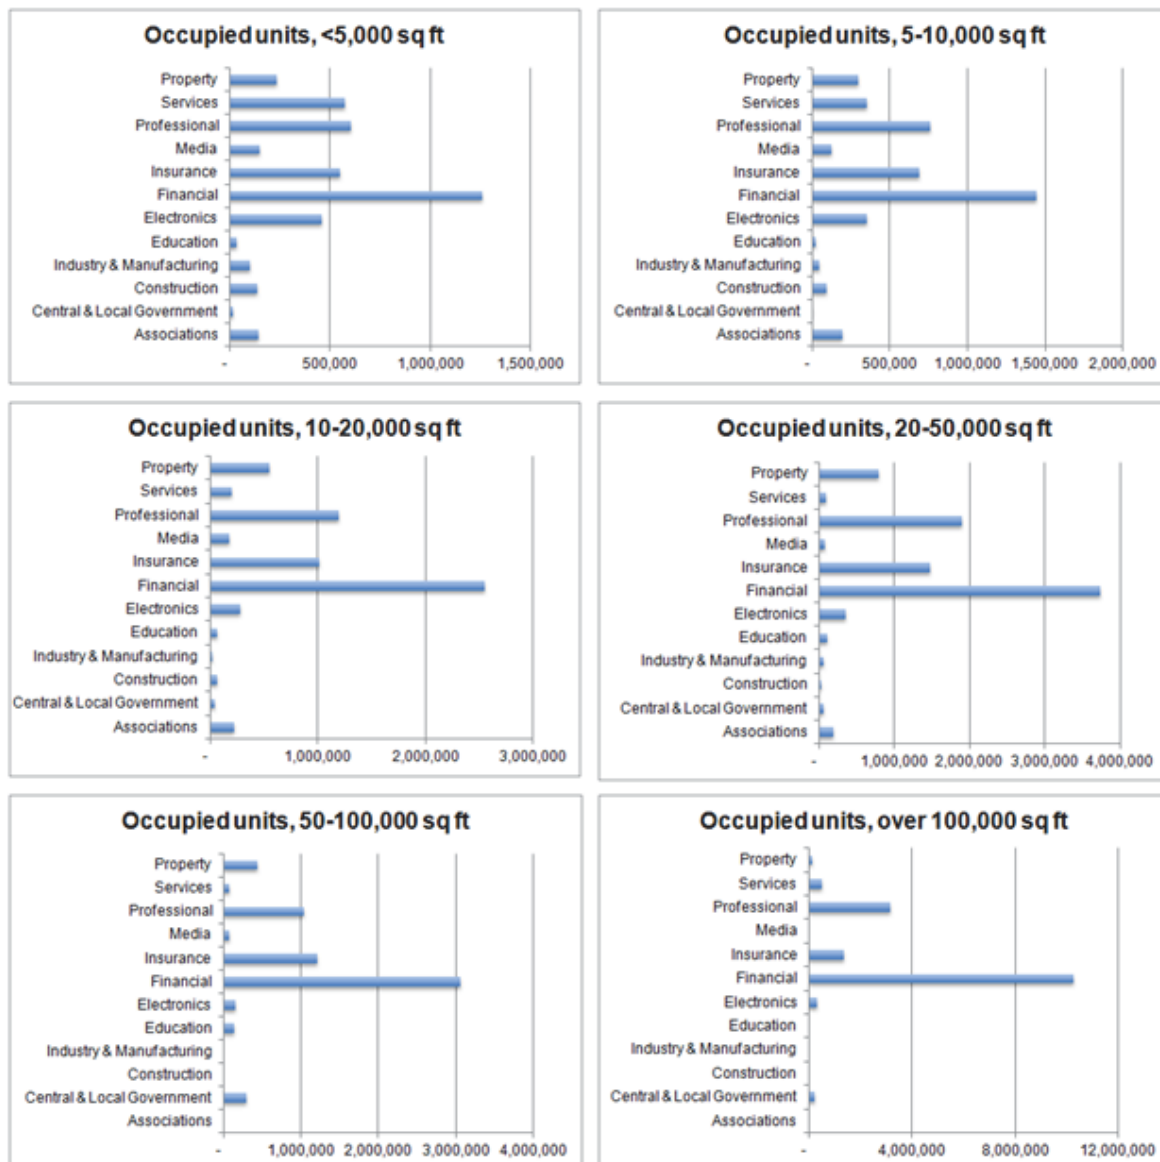 Occupied units, <5,000 sq ft
Property
Services
Professional
Media
Insurance
Financial
Electronics
Education
Industry & Manufacturing
Construction
Central & Local Government
Associations
- 500,000 1,000,000 1,500,000
Occupied units, 5-10,000 sq ft
Property
Services
Professional
Media
Insurance
Financial
Electronics
Education
Industry & Manufacturing
Construction
Central & Local Government
Associations
- 500,000 1,000,000 1,500,000 2,000,000
Occupied units, 10-20,000 sq ft
Property
Services
Professional
Media
Insurance
Financial
Electronics
Education
Industry & Manufacturing
Construction
Central & Local Government
Associations
- 1,000,000 2,000,000 3,000,000
Occupied units, 20-50,000 sq ft
Property
Services
Professional
Media
Insurance
Financial
Electronics
Education
Industry & Manufacturing
Construction
Central & Local Government
Associations
- 1,000,000 2,000,000 3,000,000 4,000,000
Occupied units, 50-100,000 sq ft
Property
Services
Professional
Media
Insurance
Financial
Electronics
Education
Industry & Manufacturing
Construction
Central & Local Government
Associations
- 1,000,000 2,000,000 3,000,000 4,000,000
Occupied units, over 100,000 sq ft
Property
Services
Professional
Media
Insurance
Financial
Electronics
Education
Industry & Manufacturing
Construction
Central & Local Government
Associations
- 4,000,000 8,000,000 12,000,000